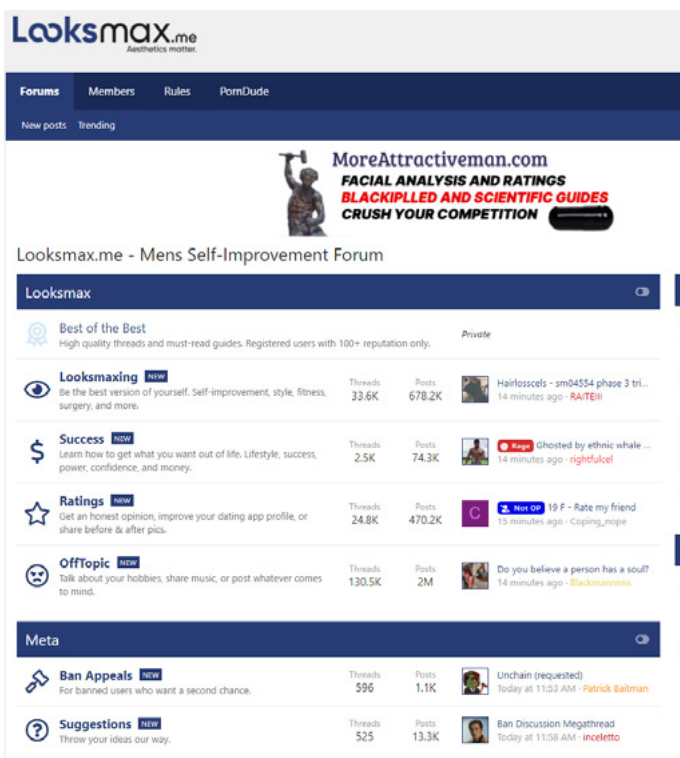 Looksmax.me
Aesthetics matter.
Forums Members Rules PornDude
New posts Trending
MoreAttractiveman.com
FACIAL ANALYSIS AND RATINGS
BLACKIPLLED AND SCIENTIFIC GUIDES
CRUSH YOUR COMPETITION
Looksmax.me - Mens Self-Improvement Forum
Looksmax
Best of the Best
High quality threads and must-read guides. Registered users with 100+ reputation only.
Private
Looksmaxing NEW
Be the best version of yourself. Self-improvement, style, fitness,
surgery, and more.
Threads
33.6K
Posts
678.2K
Hairlosscels - sm04554 phase 3 tri...
14 minutes ago · RAITEIII
Success NEW
Learn how to get what you want out of life. Lifestyle, success,
power, confidence, and money.
Threads
2.5K
Posts
74.3K
Rage Ghosted by ethnic whale ...
14 minutes ago · rightfulcel
Ratings NEW
Get an honest opinion, improve your dating app profile, or
share before & after pics.
Threads
24.8K
Posts
470.2K
C
Not OP 19 F - Rate my friend
15 minutes ago · Coping_nope
OffTopic NEW
Talk about your hobbies, share music, or post whatever comes
to mind.
Threads
130.5K
Posts
2M
Do you believe a person has a soul?
14 minutes ago · Blackmannnns
Meta
Ban Appeals NEW
For banned users who want a second chance.
Threads
596
Posts
1.1K
Unchain (requested)
Today at 11:53 AM · Patrick Baitman
Suggestions NEW
Throw your ideas our way.
Threads
525
Posts
13.3K
Ban Discussion Megathread
Today at 11:58 AM · inceletto